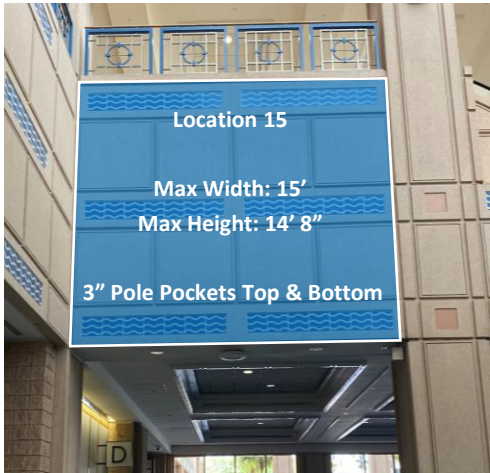 Location 15
Max Width: 15’
Max Height: 14’ 8”
3” Pole Pockets Top & Bottom
D